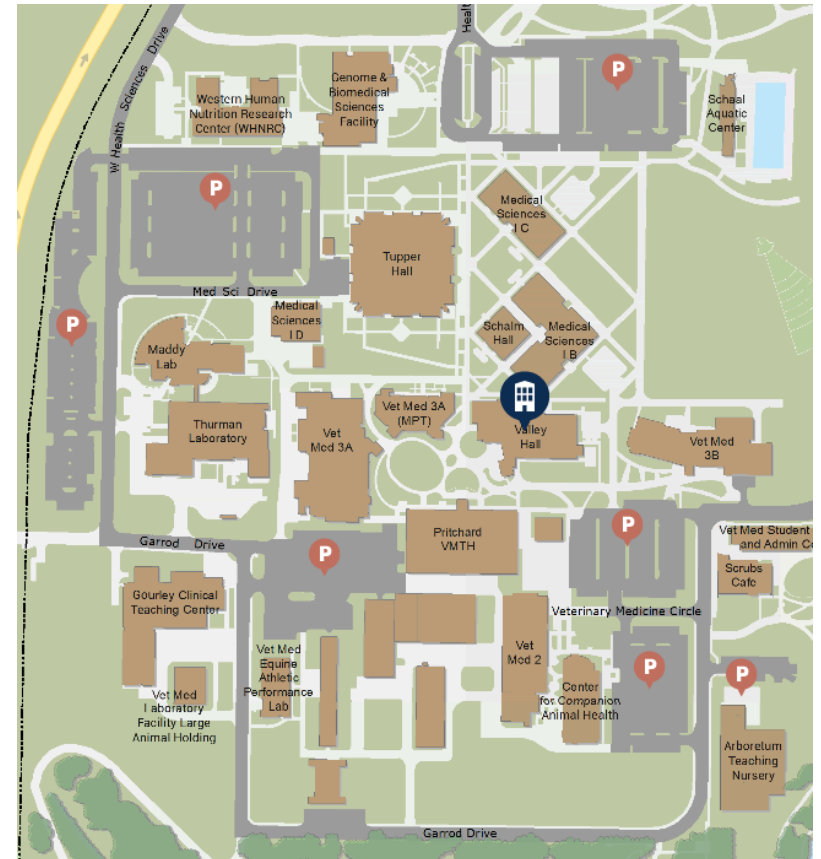 W Health Sciences Drive
Healt
P
Western Human
Nutrition Research
Center (WHNRC)
Genome &
Biomedical
Sciences
Facility
Schaal
Aquatic
Center
P
Medical
Sciences
I C
Tupper
Hall
Med Sci Drive
Medical
Sciences
I D
P
Maddy
Lab
Schalm
Hall
Medical
Sciences
I B
Vet Med 3A
(MPT)
Thurman
Laboratory
Vet
Med 3A
Valley
Hall
Vet Med
3B
Garrod Drive
P
Pritchard
VMTH
P
Vet Med Student
and Admin Ce
Scrubs
Cafe
Gourley Clinical
Teaching Center
Veterinary Medicine Circle
Vet Med
Equine
Athletic
Performance
Lab
Vet
Med 2
P
P
Vet Med
Laboratory
Facility Large
Animal Holding
Center
for Companion
Animal Health
Arboretum
Teaching
Nursery
Garrod Drive